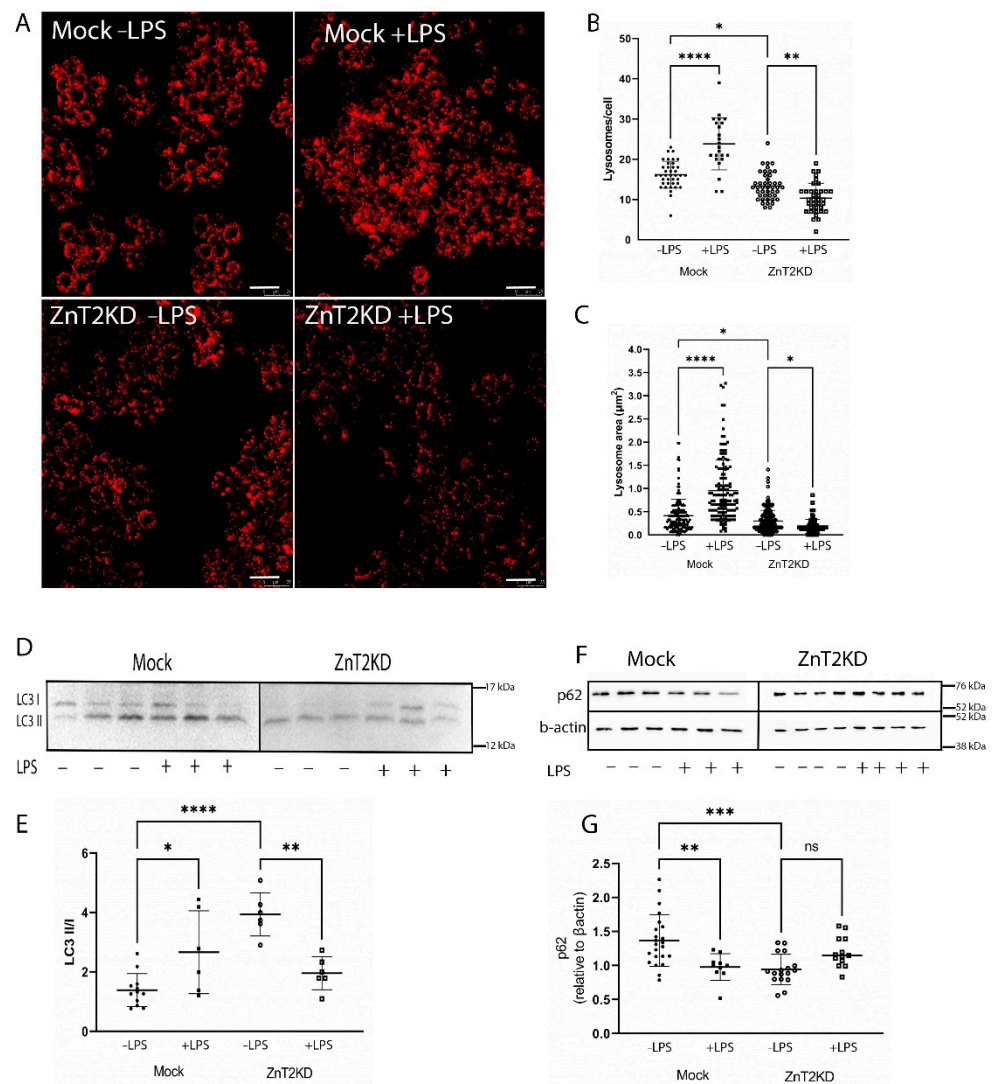 A
Mock –LPS
Mock +LPS
ZnT2KD –LPS
ZnT2KD +LPS
B
*
****
**
Lysosomes/cell
50
40
30
20
10
0
–LPS
+LPS
–LPS
+LPS
Mock
ZnT2KD
C
*
****
*
Lysosome area (µm²)
4.0
3.5
3.0
2.5
2.0
1.5
1.0
0.5
0.0
–LPS
+LPS
–LPS
+LPS
Mock
ZnT2KD
D
Mock
ZnT2KD
LC3 I
LC3 II
17 kDa
12 kDa
LPS – – – + + + – – – + + +
E
****
*
**
LC3 II/I
6
4
2
0
–LPS
+LPS
–LPS
+LPS
Mock
ZnT2KD
F
Mock
ZnT2KD
p62
b-actin
76 kDa
52 kDa
52 kDa
38 kDa
LPS – – – + + + – – – + + + +
G
***
**
ns
p62
(relative to βactin)
2.5
2.0
1.5
1.0
0.5
0.0
–LPS
+LPS
–LPS
+LPS
Mock
ZnT2KD